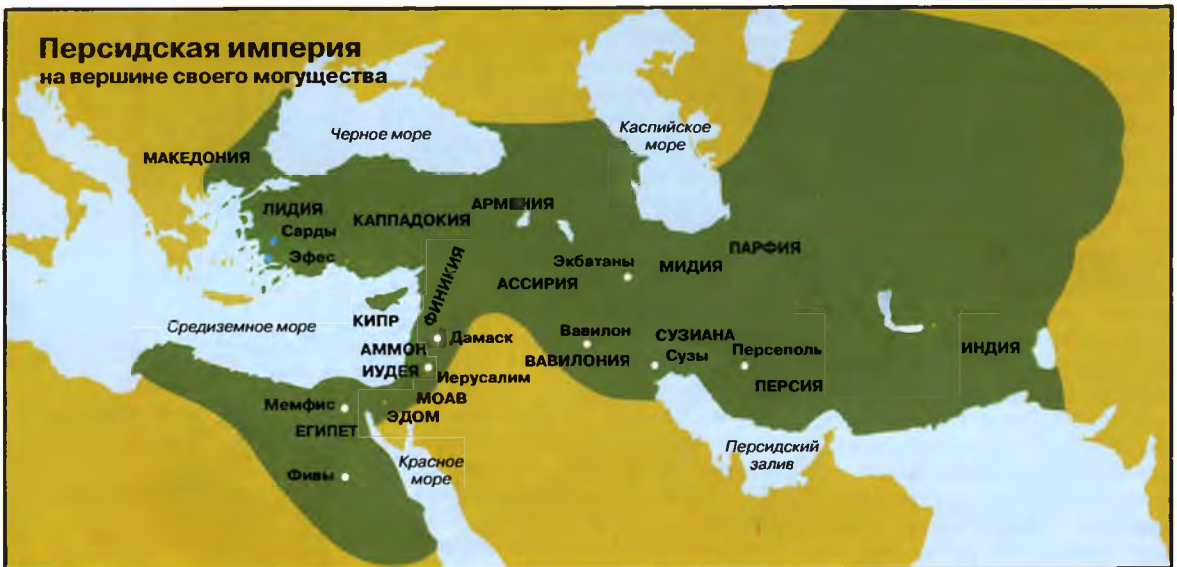 Персидская империя
на вершине своего могущества
Черное море
Каспийское
море
МАКЕДОНИЯ
АРМЕНИЯ
ЛИДИЯ
КАППАДОКИЯ
Сарды
Эфес
ПАРФИЯ
Экбатаны
МИДИЯ
АССИРИЯ
ФИНИКИЯ
Средиземное море
КИПР
Дамаск
Вавилон
СУЗИАНА
АММОН
ВАВИЛОНИЯ
Сузы
Персеполь
ИНДИЯ
ИУДЕЯ
Иерусалим
ПЕРСИЯ
МОАВ
Мемфис
ЭДОМ
ЕГИПЕТ
Персидский
залив
Красное
море
Фивы